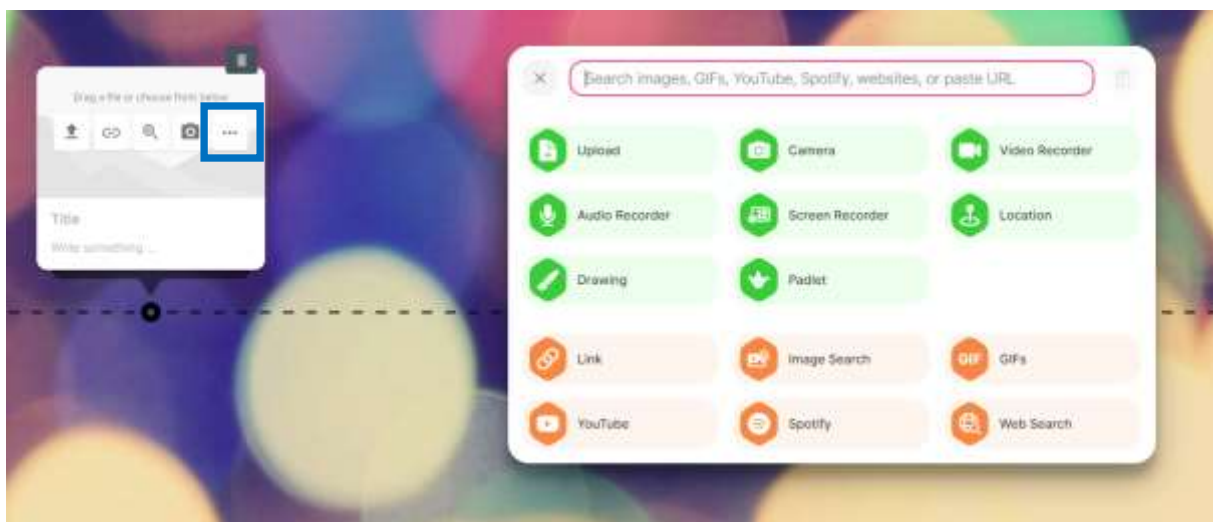 Drag a file or choose from below
Title
Write something ...
Search images, GIFs, YouTube, Spotify, websites, or paste URL
Upload
Camera
Video Recorder
Audio Recorder
Screen Recorder
Location
Drawing
Padlet
Link
Image Search
GIF
GIFs
YouTube
Spotify
Web Search